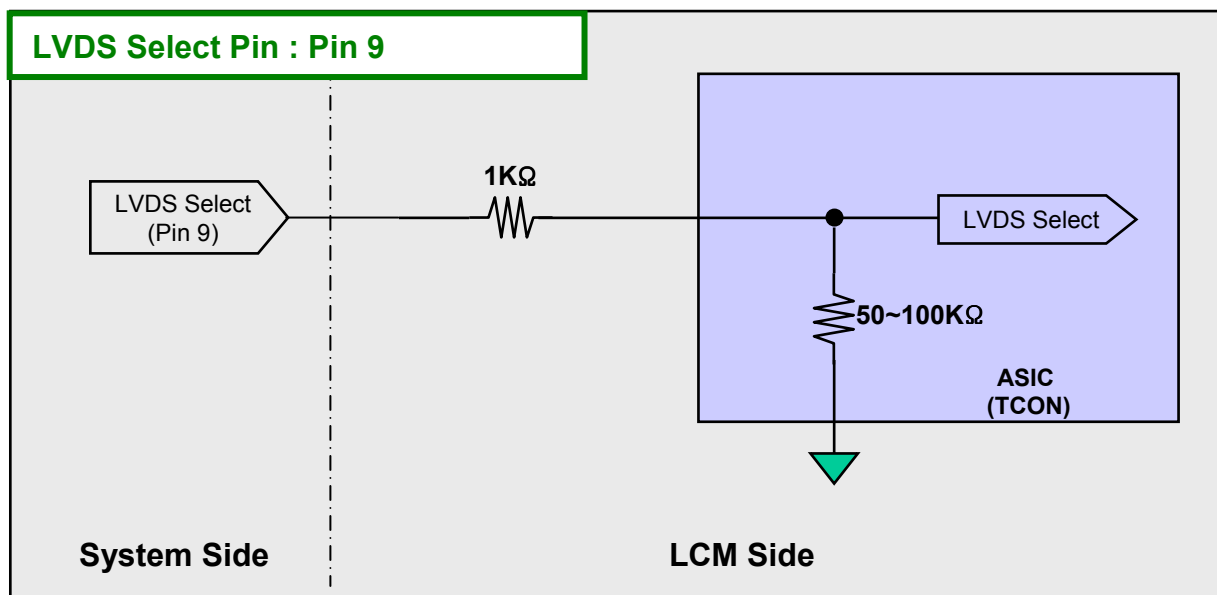 LVDS Select Pin : Pin 9
1KΩ
LVDS Select
(Pin 9)
LVDS Select
50~100KΩ
ASIC
(TCON)
System Side
LCM Side